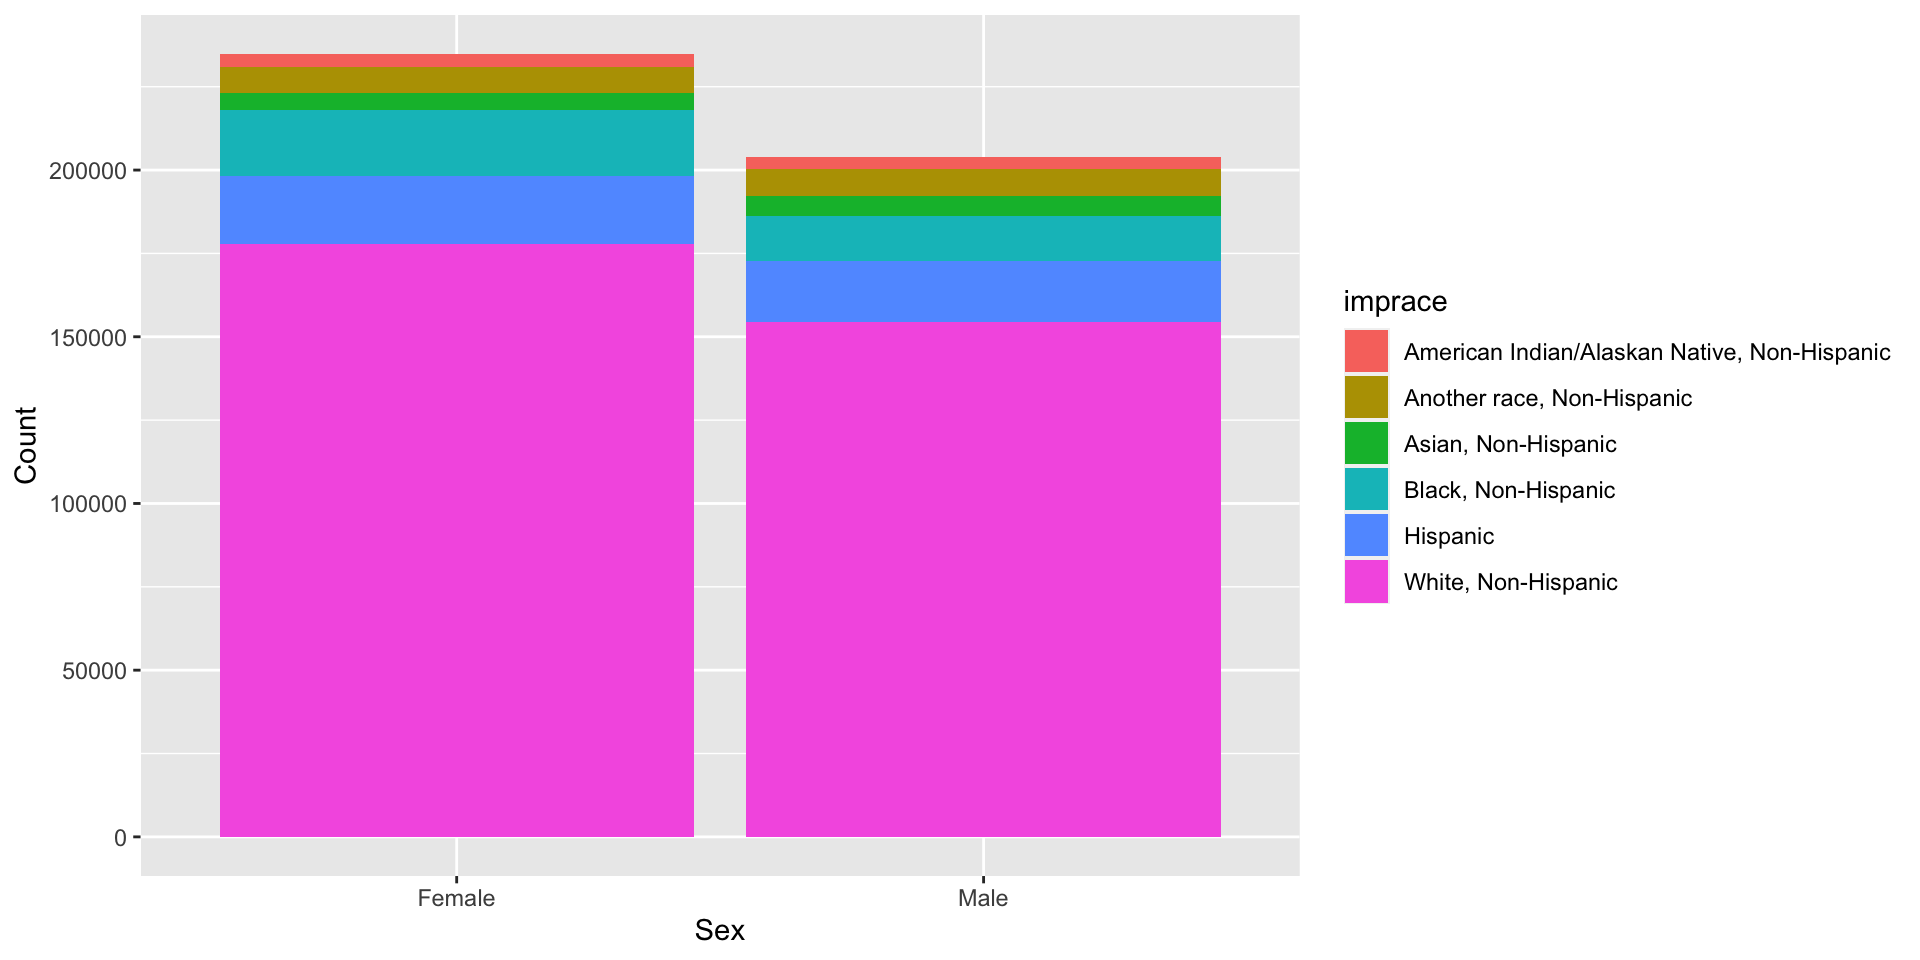 Count
200000
150000
100000
50000
0
Female
Male
Sex
imprace
American Indian/Alaskan Native, Non-Hispanic
Another race, Non-Hispanic
Asian, Non-Hispanic
Black, Non-Hispanic
Hispanic
White, Non-Hispanic